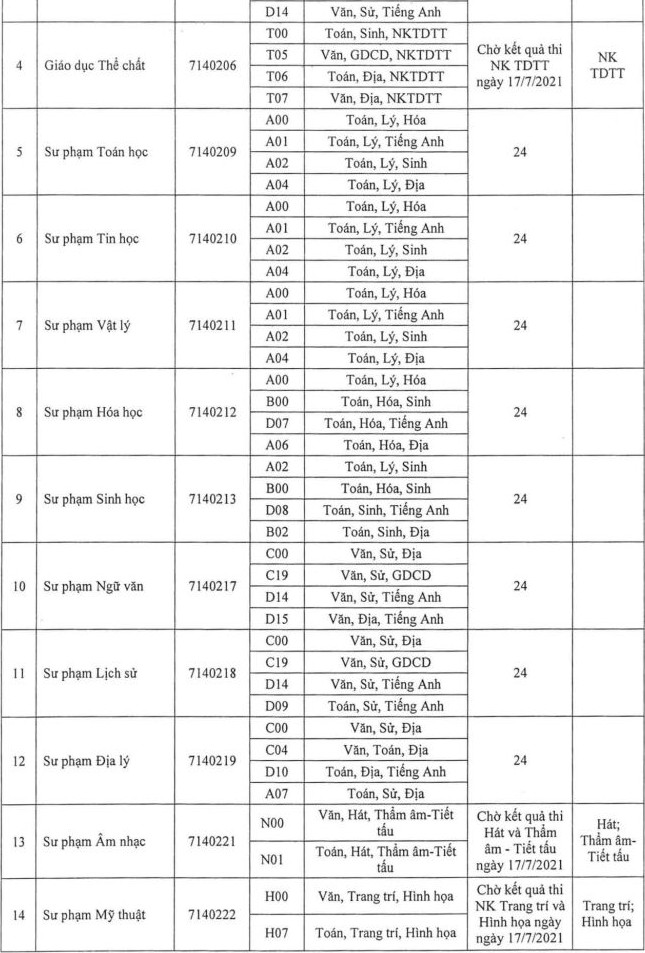 D14 Văn, Sử, Tiếng Anh
4 Giáo dục Thể chất 7140206 Chờ kết quả thi NK TDTT ngày 17/7/2021 NK TDTT
T00 Toán, Sinh, NKTDTT
T05 Văn, GDCD, NKTDTT
T06 Toán, Địa, NKTDTT
T07 Văn, Địa, NKTDTT
5 Sư phạm Toán học 7140209 24
A00 Toán, Lý, Hóa
A01 Toán, Lý, Tiếng Anh
A02 Toán, Lý, Sinh
A04 Toán, Lý, Địa
6 Sư phạm Tin học 7140210 24
A00 Toán, Lý, Hóa
A01 Toán, Lý, Tiếng Anh
A02 Toán, Lý, Sinh
A04 Toán, Lý, Địa
7 Sư phạm Vật lý 7140211 24
A00 Toán, Lý, Hóa
A01 Toán, Lý, Tiếng Anh
A02 Toán, Lý, Sinh
A04 Toán, Lý, Địa
8 Sư phạm Hóa học 7140212 24
A00 Toán, Lý, Hóa
B00 Toán, Hóa, Sinh
D07 Toán, Hóa, Tiếng Anh
A06 Toán, Hóa, Địa
9 Sư phạm Sinh học 7140213 24
A02 Toán, Lý, Sinh
B00 Toán, Hóa, Sinh
D08 Toán, Sinh, Tiếng Anh
B02 Toán, Sinh, Địa
10 Sư phạm Ngữ văn 7140217 24
C00 Văn, Sử, Địa
C19 Văn, Sử, GDCD
D14 Văn, Sử, Tiếng Anh
D15 Văn, Địa, Tiếng Anh
11 Sư phạm Lịch sử 7140218 24
C00 Văn, Sử, Địa
C19 Văn, Sử, GDCD
D14 Văn, Sử, Tiếng Anh
D09 Toán, Sử, Tiếng Anh
12 Sư phạm Địa lý 7140219 24
C00 Văn, Sử, Địa
C04 Văn, Toán, Địa
D10 Toán, Địa, Tiếng Anh
A07 Toán, Sử, Địa
13 Sư phạm Âm nhạc 7140221
N00 Văn, Hát, Thẩm âm-Tiết
tấu
N01 Toán, Hát, Thẩm âm-Tiết
tấu
Chờ kết quả thi
Hát và Thẩm
âm - Tiết tấu
ngày 17/7/2021
Hát;
Thẩm âm-
Tiết tấu
14 Sư phạm Mỹ thuật 7140222
H00 Văn, Trang trí, Hình họa
H07 Toán, Trang trí, Hình họa
Chờ kết quả thi
NK Trang trí và
Hình họa ngày
ngày 17/7/2021
Trang trí;
Hình họa